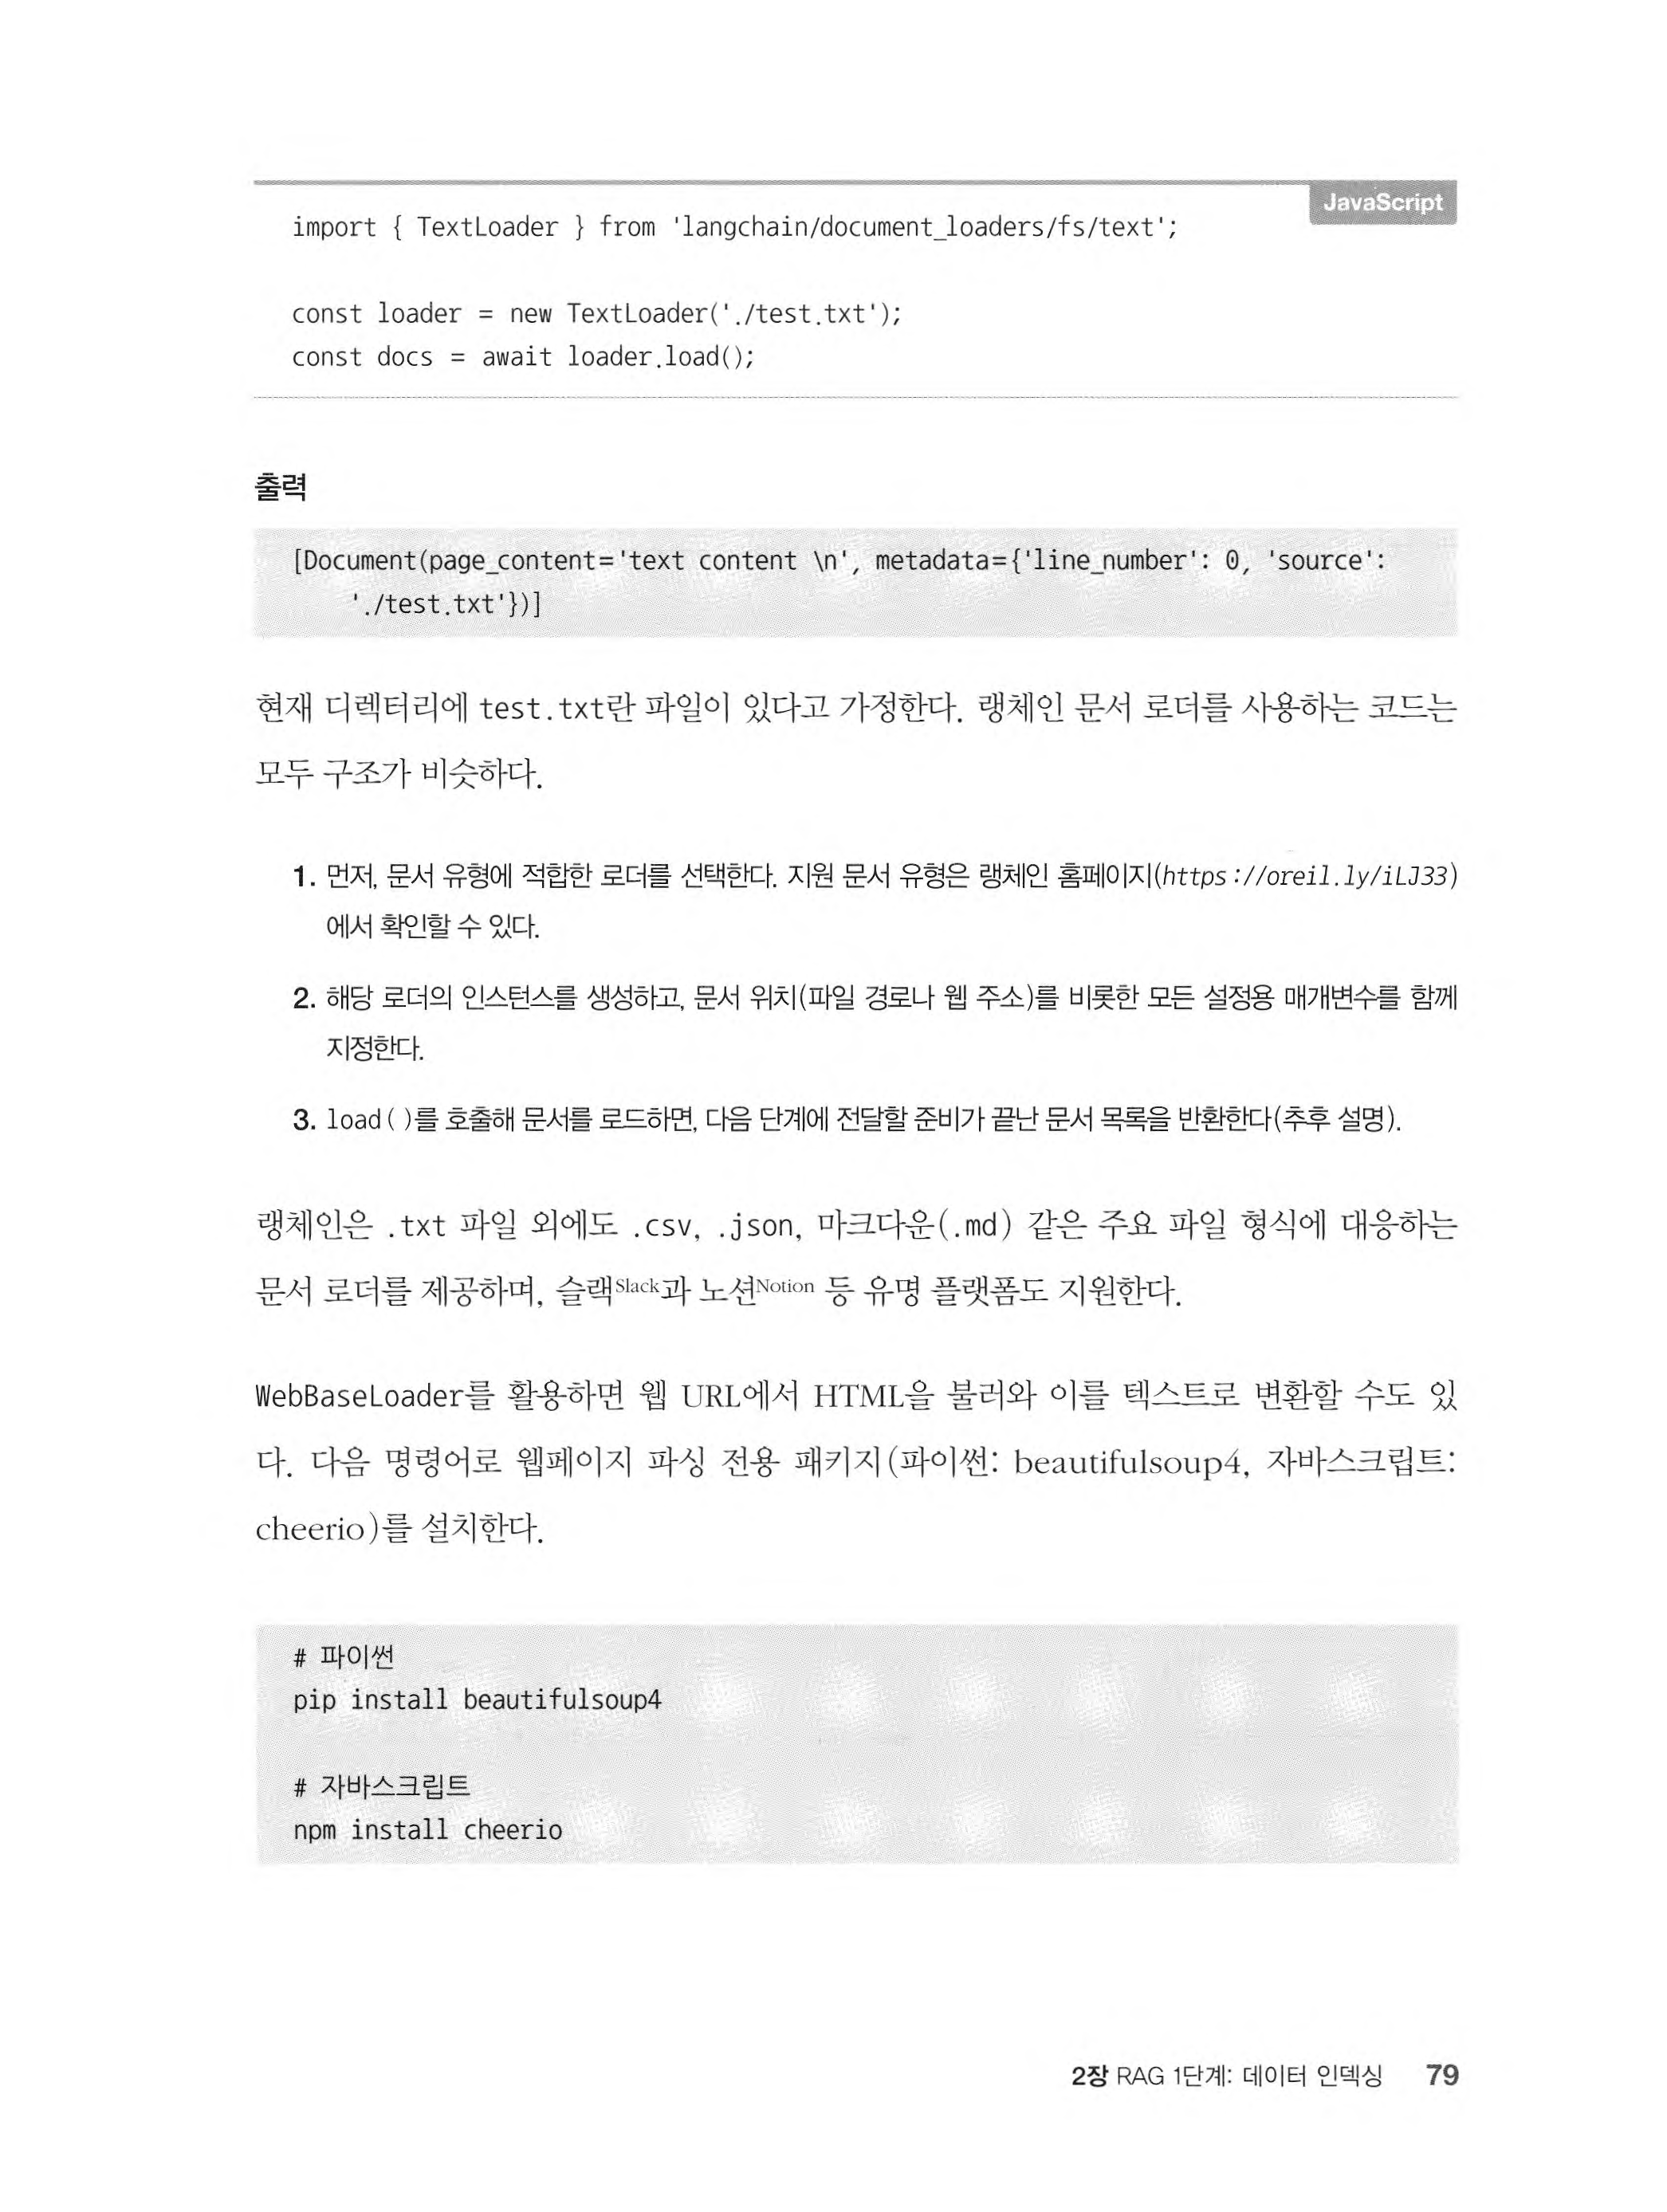 JavaScript
import { TextLoader } from 'langchain/document_loaders/fs/text';
const loader = new TextLoader('./test.txt');
const docs = await loader.load();
출력
[Document(page_content='text content \n', metadata={'line_number': 0, 'source':
'./test.txt'})]
현재 디렉터리에 test.txt란 파일이 있다고 가정한다. 랭체인 문서 로더를 사용하는 코드는
모두 구조가 비슷하다.
1. 먼저, 문서 유형에 적합한 로더를 선택한다. 지원 문서 유형은 랭체인 홈페이지(https://oreil.ly/iLJ33)
에서 확인할 수 있다.
2. 해당 로더의 인스턴스를 생성하고, 문서 위치(파일 경로나 웹 주소)를 비롯한 모든 설정용 매개변수를 함께
지정한다.
3. load( )를 호출해 문서를 로드하면, 다음 단계에 전달할 준비가 끝난 문서 목록을 반환한다(추후 설명).
랭체인은 .txt 파일 외에도 .csv, .json, 마크다운(.md) 같은 주요 파일 형식에 대응하는
문서 로더를 제공하며, 슬랙Slack과 노션Notion 등 유명 플랫폼도 지원한다.
WebBaseLoader를 활용하면 웹 URL에서 HTML을 불러와 이를 텍스트로 변환할 수도 있
다. 다음 명령어로 웹페이지 파싱 전용 패키지(파이썬: beautifulsoup4, 자바스크립트:
cheerio)를 설치한다.
# 파이썬
pip install beautifulsoup4
# 자바스크립트
npm install cheerio
2장 RAG 1단계: 데이터 인덱싱 79